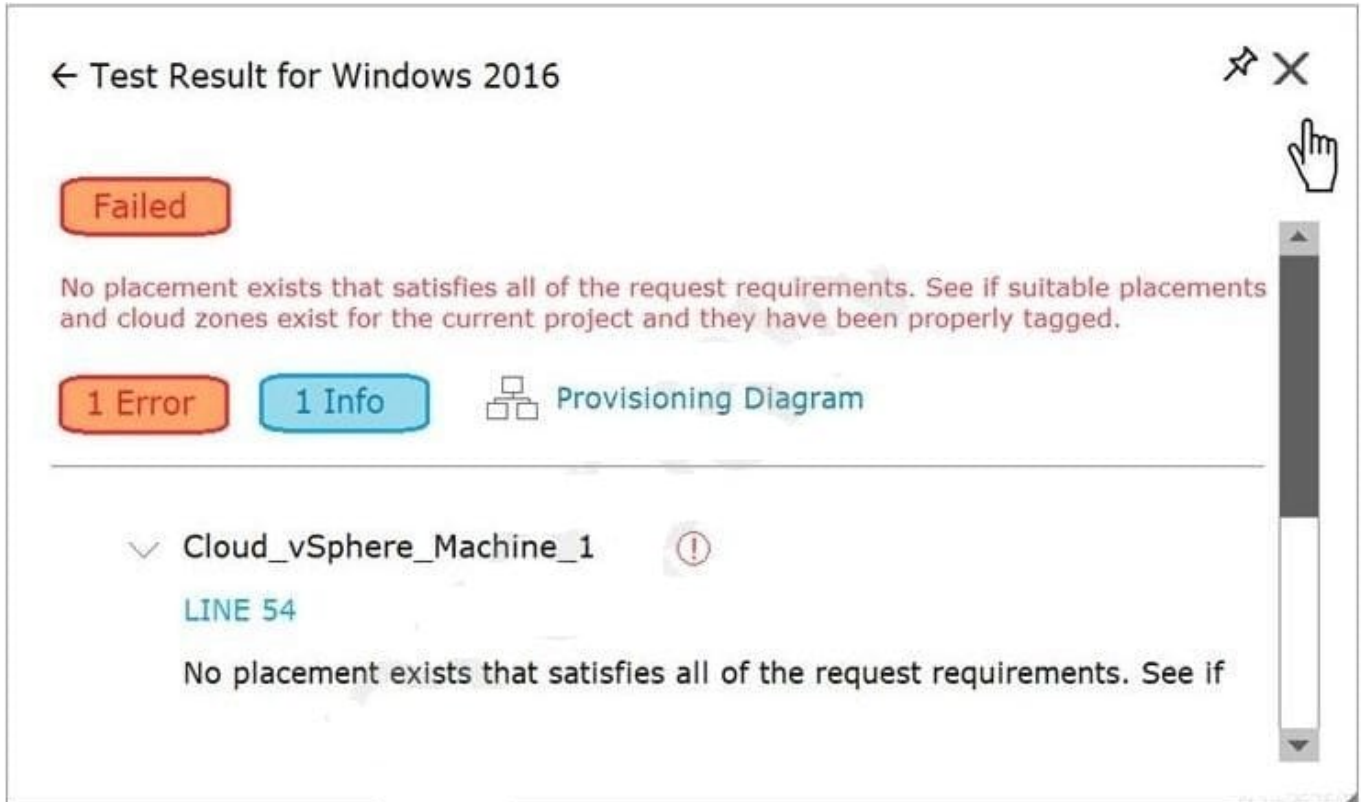 ← Test Result for Windows 2016
Failed
No placement exists that satisfies all of the request requirements. See if suitable placements
and cloud zones exist for the current project and they have been properly tagged.
1 Error
1 Info
Provisioning Diagram
Cloud_vSphere_Machine_1
LINE 54
No placement exists that satisfies all of the request requirements. See if